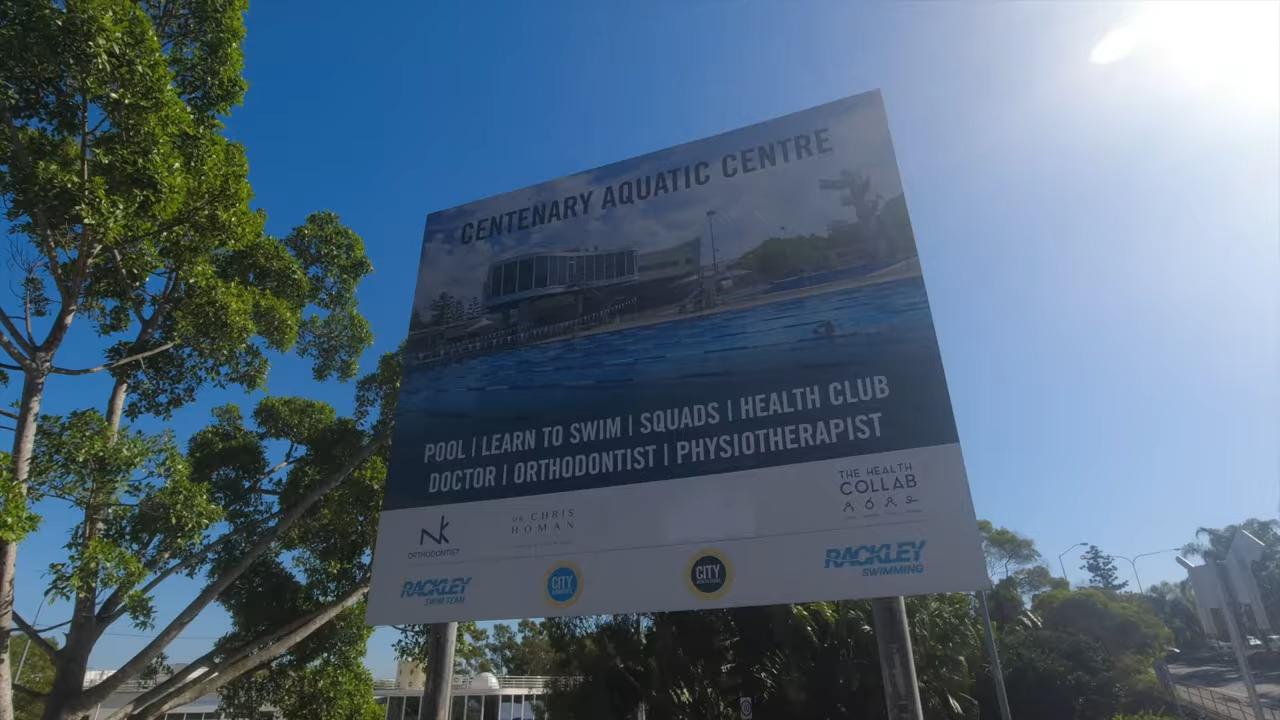 CENTENARY AQUATIC CENTRE
POOL | LEARN TO SWIM | SQUADS | HEALTH CLUB
DOCTOR | ORTHODONTIST | PHYSIOTHERAPIST
NK
ORTHODONTIST
DR CHRIS
HOMAN
THE HEALTH
COLLAB
RACKLEY
SWIM TEAM
CITY
CITY
RACKLEY
SWIMMING